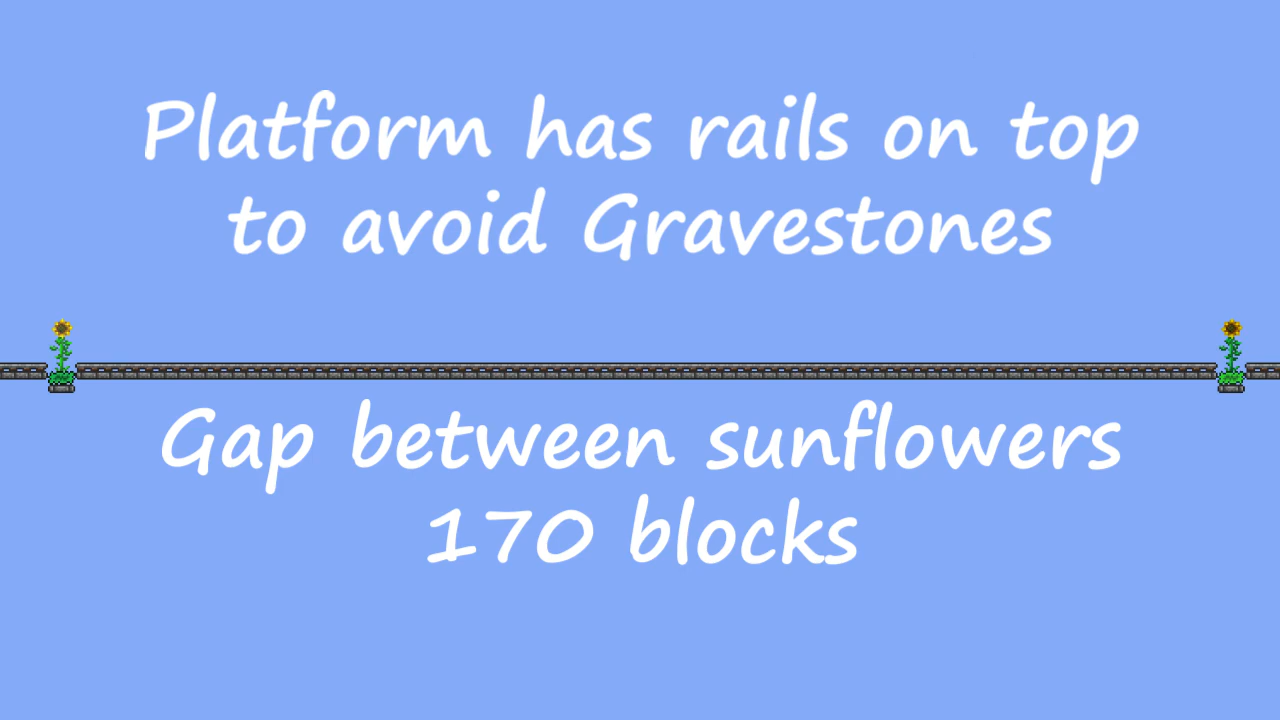 Platform has rails on top
to avoid Gravestones
Gap between sunflowers
170 blocks